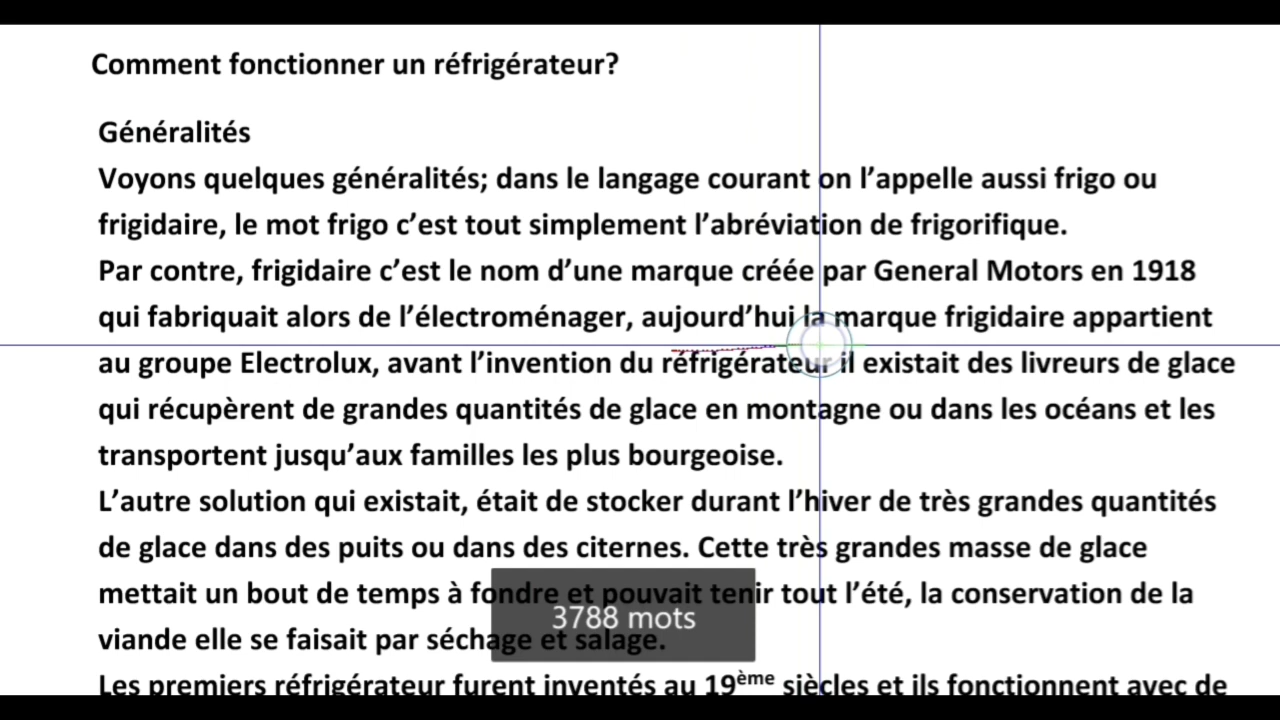 Comment fonctionner un réfrigérateur?
Généralités
Voyons quelques généralités; dans le langage courant on l’appelle aussi frigo ou
frigidaire, le mot frigo c’est tout simplement l’abréviation de frigorifique.
Par contre, frigidaire c’est le nom d’une marque créée par General Motors en 1918
qui fabriquait alors de l’électroménager, aujourd’hui la marque frigidaire appartient
au groupe Electrolux, avant l’invention du réfrigérateur il existait des livreurs de glace
qui récupèrent de grandes quantités de glace en montagne ou dans les océans et les
transportent jusqu’aux familles les plus bourgeoise.
L’autre solution qui existait, était de stocker durant l’hiver de très grandes quantités
de glace dans des puits ou dans des citernes. Cette très grandes masse de glace
mettait un bout de temps à fondre et pouvait tenir tout l’été, la conservation de la
viande elle se faisait par séchage et salage.
3788 mots
Les premiers réfrigérateur furent inventés au 19ème siècles et ils fonctionnent avec de